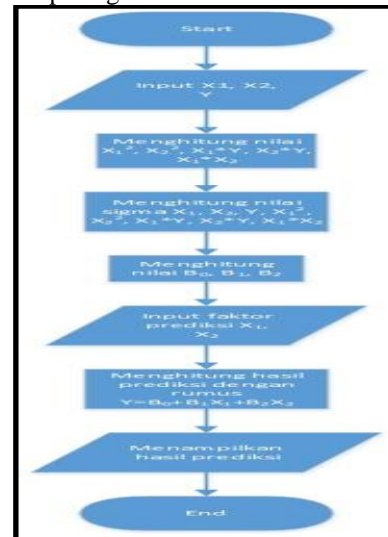 Start
Input X1, X2,
Y
Menghitung nilai
X₁², X₂², X₁*Y, X₂*Y,
X₁*X₂
Menghitung nilai
sigma X₁, X₂, Y, X₁²,
X₂², X₁*Y, X₂*Y, X₁*X₂
Menghitung
nilai B₀, B₁, B₂
Input faktor
prediksi X₁,
X₂
Menghitung hasil
prediksi dengan
rumus
Y=B₀+B₁X₁+B₂X₂
Menampilkan
hasil prediksi
End